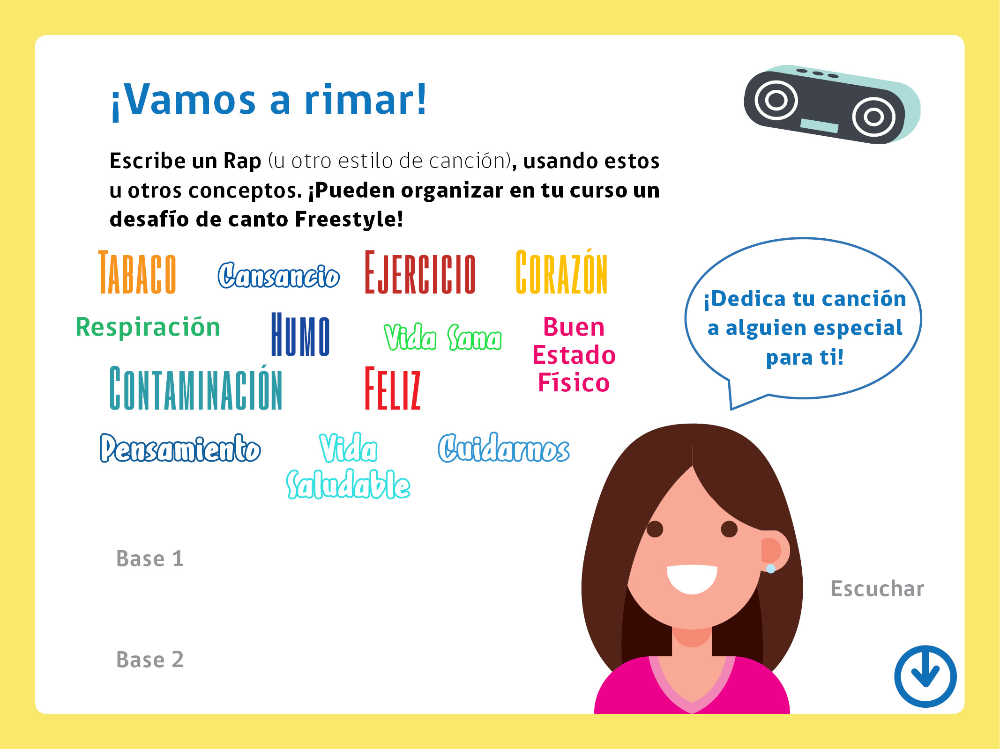 ¡Vamos a rimar!
Escribe un Rap (u otro estilo de canción), usando estos
u otros conceptos. ¡Pueden organizar en tu curso un
desafío de canto Freestyle!
TABACO
Cansancio
EJERCICIO
CORAZÓN
Respiración
HUMO
Vida Sana
Buen
Estado
Físico
CONTAMINACIÓN
FELIZ
Pensamiento
Vida
Saludable
Cuidarnos
¡Dedica tu canción
a alguien especial
para ti!
Base 1
Escuchar
Base 2